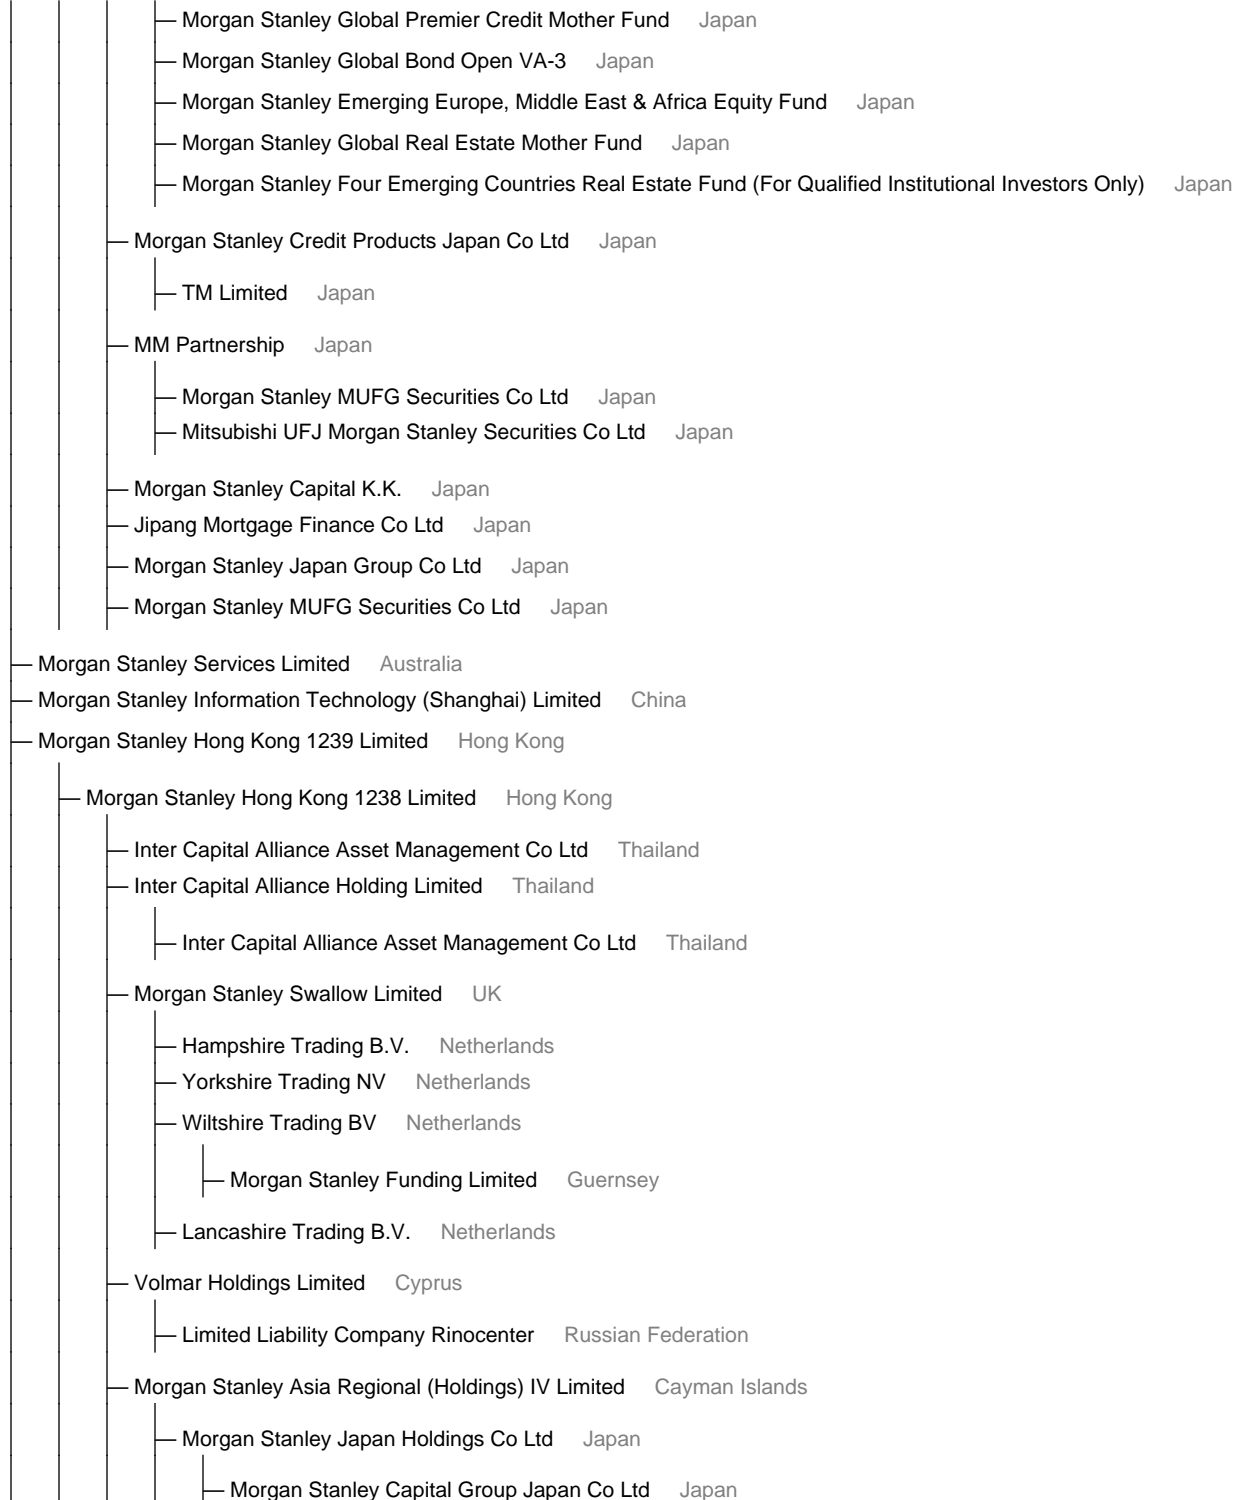 Morgan Stanley Global Premier Credit Mother Fund Japan
Morgan Stanley Global Bond Open VA-3 Japan
Morgan Stanley Emerging Europe, Middle East & Africa Equity Fund Japan
Morgan Stanley Global Real Estate Mother Fund Japan
Morgan Stanley Four Emerging Countries Real Estate Fund (For Qualified Institutional Investors Only) Japan
Morgan Stanley Credit Products Japan Co Ltd Japan
TM Limited Japan
MM Partnership Japan
Morgan Stanley MUFG Securities Co Ltd Japan
Mitsubishi UFJ Morgan Stanley Securities Co Ltd Japan
Morgan Stanley Capital K.K. Japan
Jipang Mortgage Finance Co Ltd Japan
Morgan Stanley Japan Group Co Ltd Japan
Morgan Stanley MUFG Securities Co Ltd Japan
Morgan Stanley Services Limited Australia
Morgan Stanley Information Technology (Shanghai) Limited China
Morgan Stanley Hong Kong 1239 Limited Hong Kong
Morgan Stanley Hong Kong 1238 Limited Hong Kong
Inter Capital Alliance Asset Management Co Ltd Thailand
Inter Capital Alliance Holding Limited Thailand
Inter Capital Alliance Asset Management Co Ltd Thailand
Morgan Stanley Swallow Limited UK
Hampshire Trading B.V. Netherlands
Yorkshire Trading NV Netherlands
Wiltshire Trading BV Netherlands
Morgan Stanley Funding Limited Guernsey
Lancashire Trading B.V. Netherlands
Volmar Holdings Limited Cyprus
Limited Liability Company Rinocenter Russian Federation
Morgan Stanley Asia Regional (Holdings) IV Limited Cayman Islands
Morgan Stanley Japan Holdings Co Ltd Japan
Morgan Stanley Capital Group Japan Co Ltd Japan